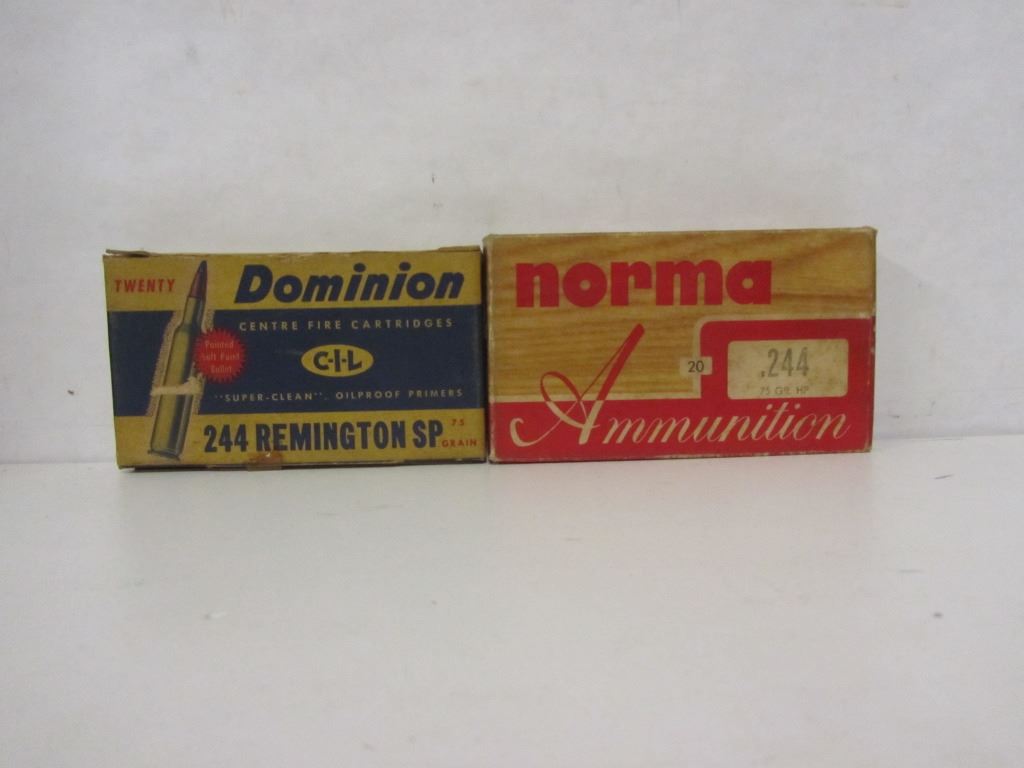 TWENTY
Dominion
CENTRE FIRE CARTRIDGES
Pointed
Soft Point
Bullet
C-I-L
"SUPER-CLEAN". OILPROOF PRIMERS
244 REMINGTON SP
75
GRAIN
norma
20
.244
75 GR. HP
Ammunition